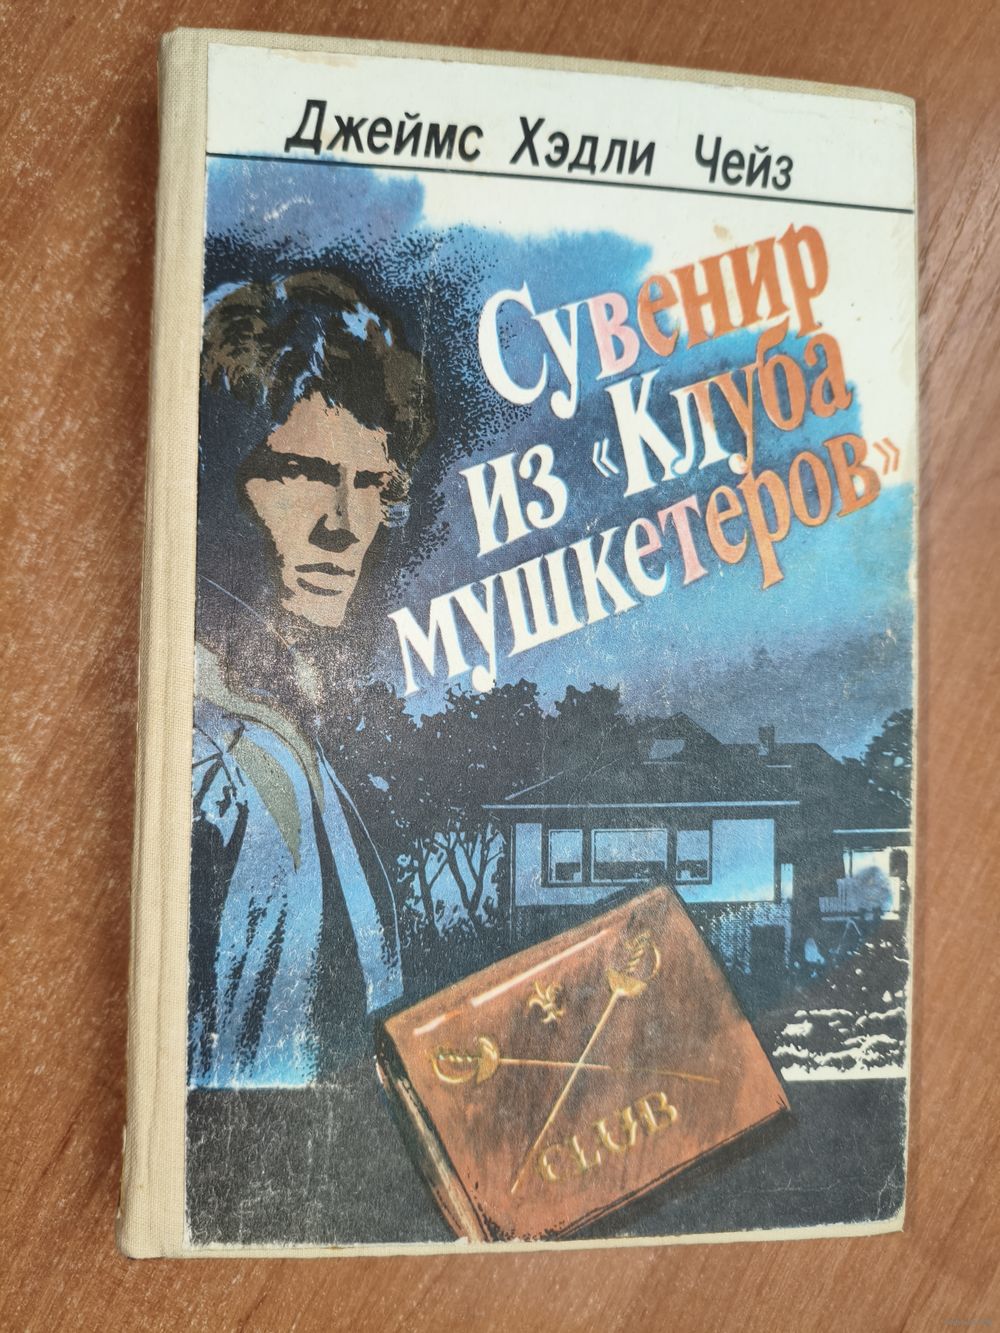 Джеймс Хэдли Чейз
Сувенир
из «Клуба
мушкетеров»
CLUB